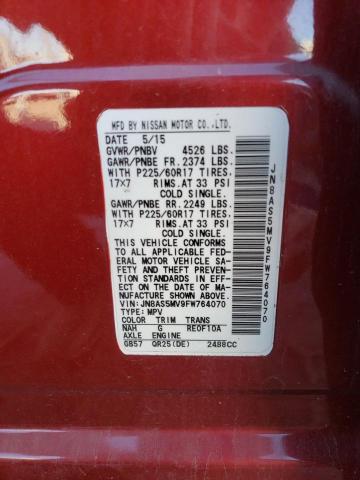 MFD BY NISSAN MOTOR CO.,LTD.
DATE 5/15
GVWR/PNBV 4526 LBS.
GAWR/PNBE FR. 2374 LBS.
WITH P225/60R17 TIRES,
17×7 RIMS.AT 33 PSI
COLD SINGLE.
GAWR/PNBE RR. 2249 LBS.
WITH P225/60R17 TIRES,
17×7 RIMS.AT 33 PSI
COLD SINGLE.
THIS VEHICLE CONFORMS
TO ALL APPLICABLE FED-
ERAL MOTOR VEHICLE SA-
FETY AND THEFT PREVEN-
TION STANDARDS IN EFF-
ECT ON THE DATE OF MA-
NUFACTURE SHOWN ABOVE.
VIN: JN8AS5MV9FW764070
TYPE: MPV
COLOR TRIM TRANS
NAH G RE0F10A
AXLE ENGINE
GB57 QR25(DE) 2488CC
JN8AS5MV9FW764070